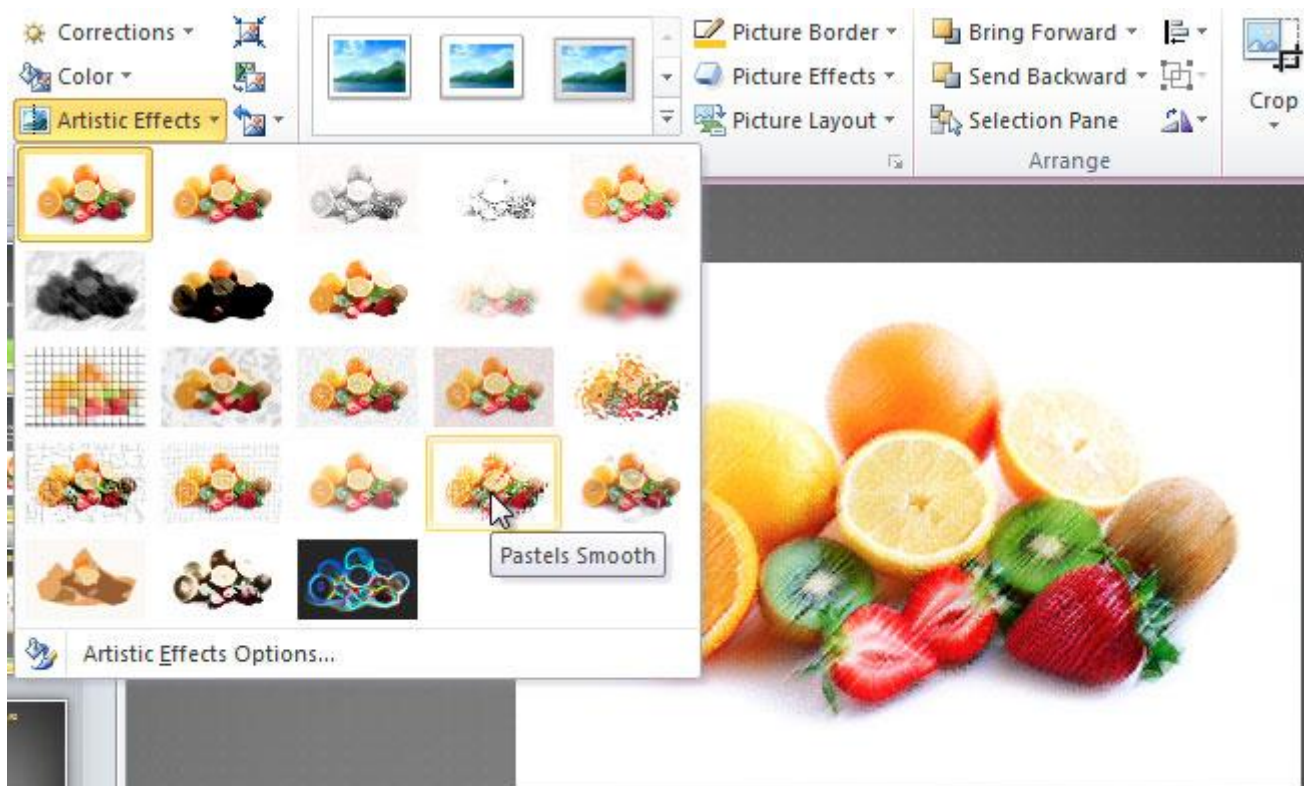 Corrections
Color
Artistic Effects
Picture Border
Picture Effects
Picture Layout
Bring Forward
Send Backward
Selection Pane
Arrange
Crop
Pastels Smooth
Artistic Effects Options...